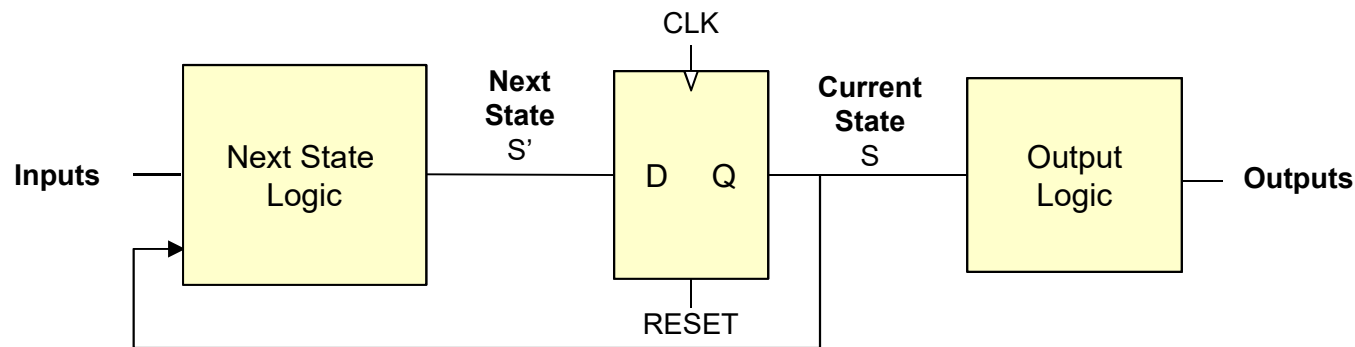 CLK
Next
State
S’
Current
State
S
Inputs
Next State
Logic
D Q
Output
Logic
Outputs
RESET